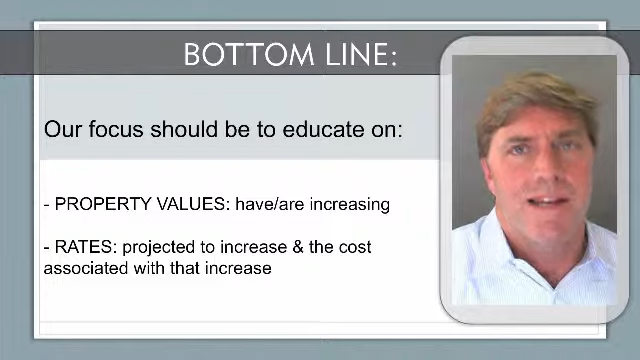 BOTTOM LINE:
Our focus should be to educate on:
- PROPERTY VALUES: have/are increasing
- RATES: projected to increase & the cost
associated with that increase